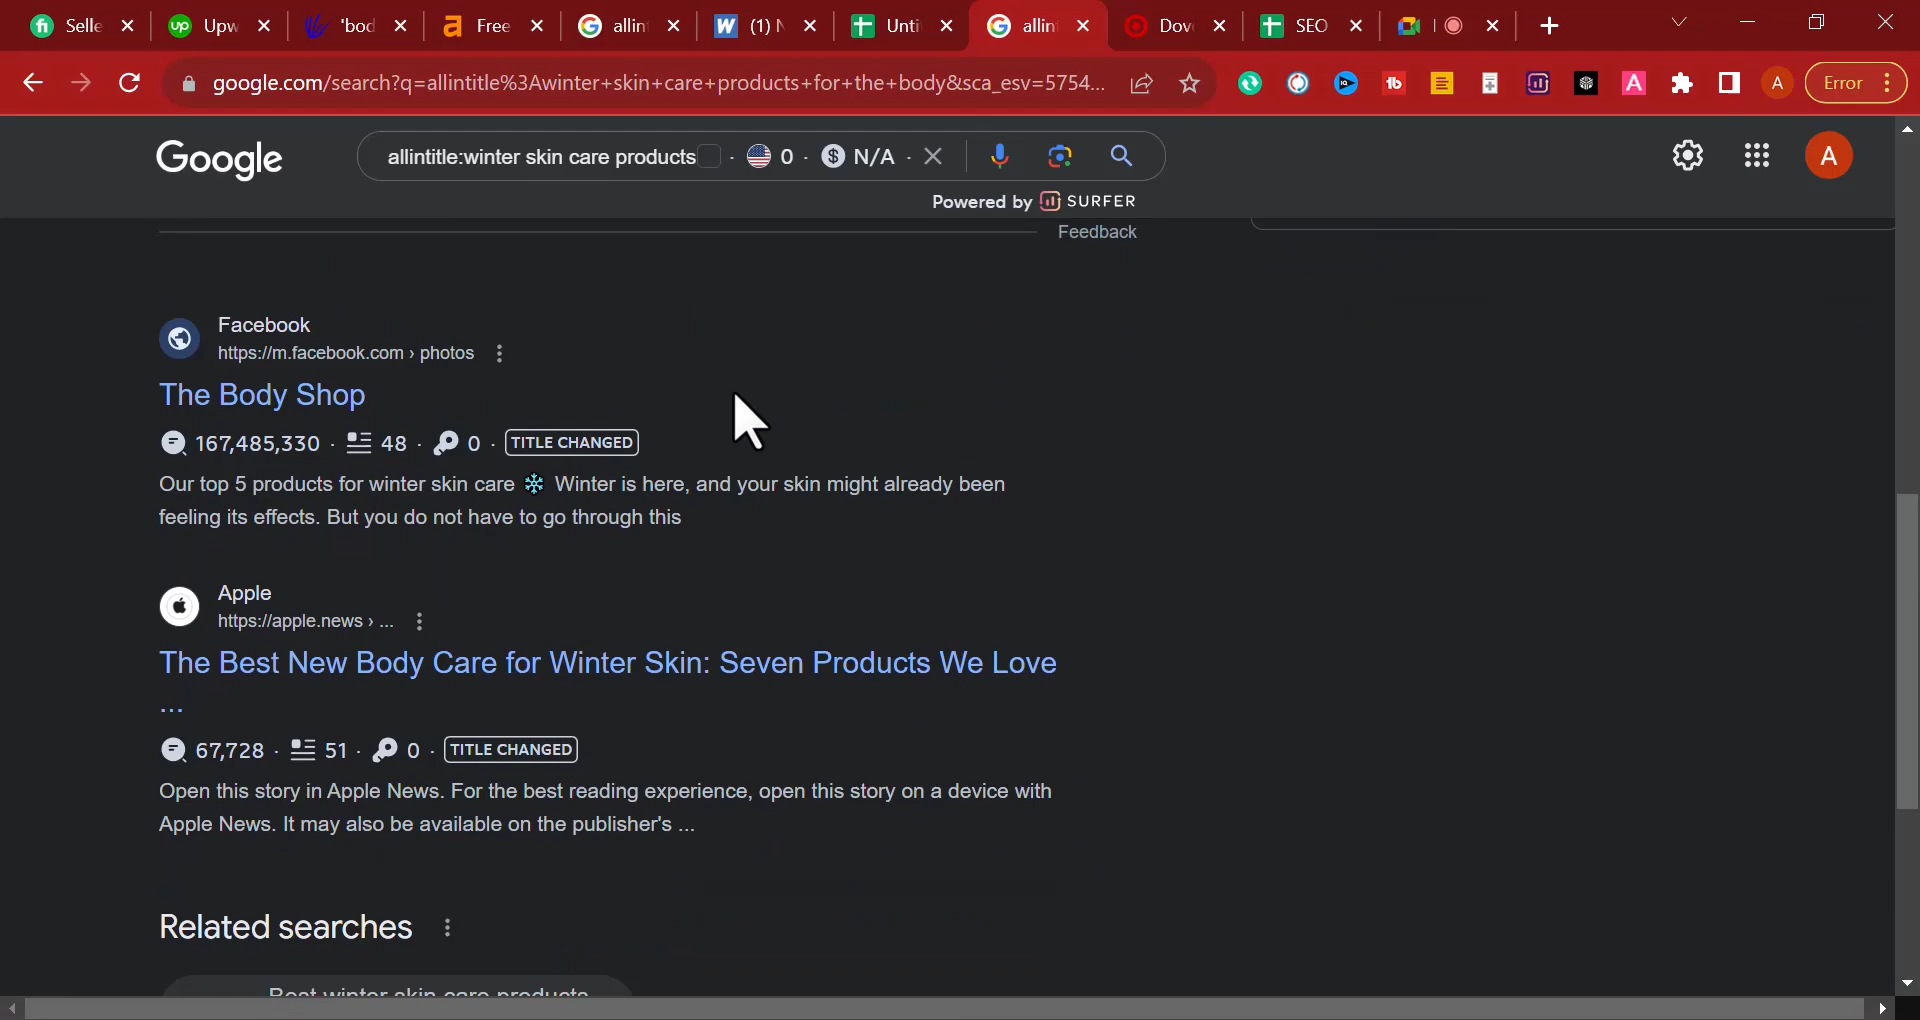 Selle
Upw
'bod
Free
allin
(1) N
Unti
allin
Dov
SEO
google.com/search?q=allintitle%3Awinter+skin+care+products+for+the+body&sca_esv=5754...
A
Error
Google
allintitle:winter skin care products
0 · $ N/A ·
A
Powered by SURFER
Feedback
Facebook
https://m.facebook.com › photos
The Body Shop
167,485,330 · 48 · 0 · TITLE CHANGED
Our top 5 products for winter skin care ❄ Winter is here, and your skin might already been
feeling its effects. But you do not have to go through this
Apple
https://apple.news › ...
The Best New Body Care for Winter Skin: Seven Products We Love
...
67,728 · 51 · 0 · TITLE CHANGED
Open this story in Apple News. For the best reading experience, open this story on a device with
Apple News. It may also be available on the publisher's ...
Related searches
Best winter skin care products